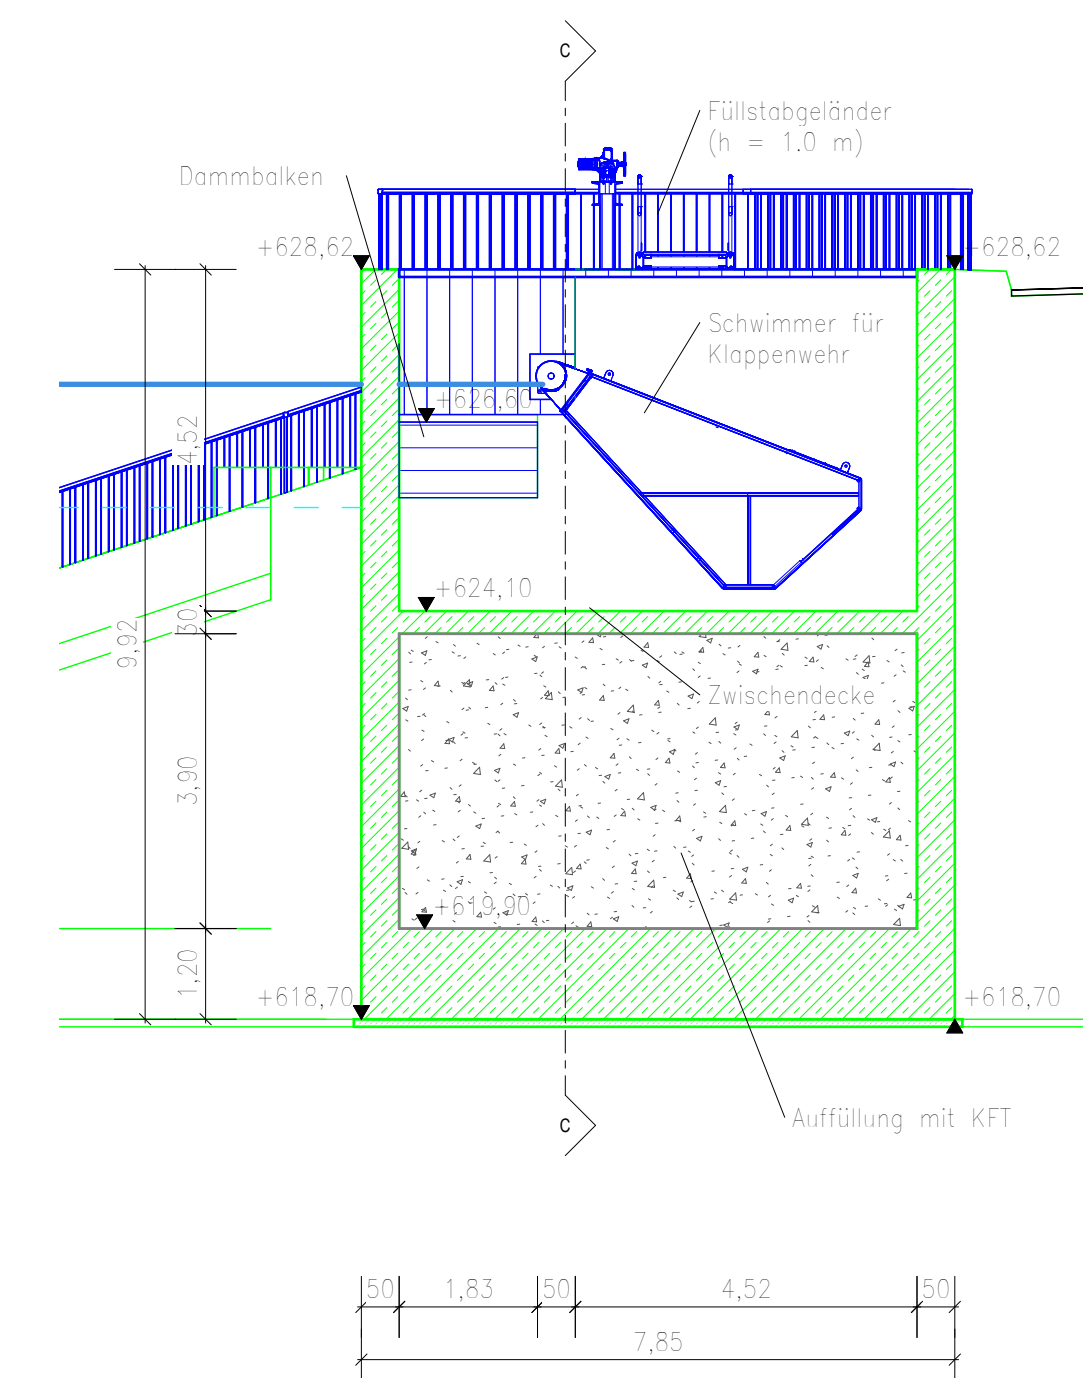 C
Füllstabgeländer
(h = 1.0 m)
Dammbalken
+628,62
+628,62
Schwimmer für
Klappenwehr
+626,60
4,52
+624,10
30
9,92
Zwischendecke
3,90
+619,90
1,20
+618,70
+618,70
Auffüllung mit KFT
C
50
1,83
50
4,52
50
7,85